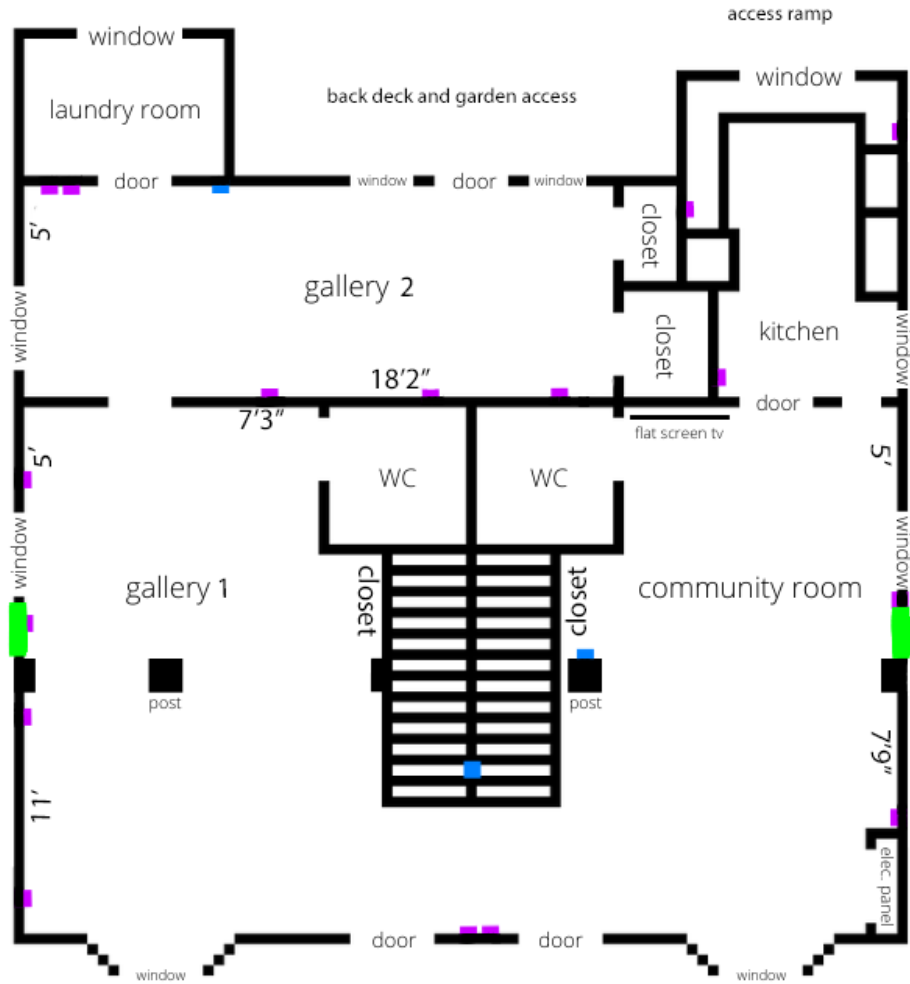 access ramp
window
window
back deck and garden access
laundry room
door
window
door
window
5'
closet
gallery 2
window
closet
kitchen
window
18'2"
7'3"
door
flat screen tv
5'
WC
WC
5'
window
window
gallery 1
closet
closet
community room
post
post
7'9"
11'
elec. panel
door
door
window
window